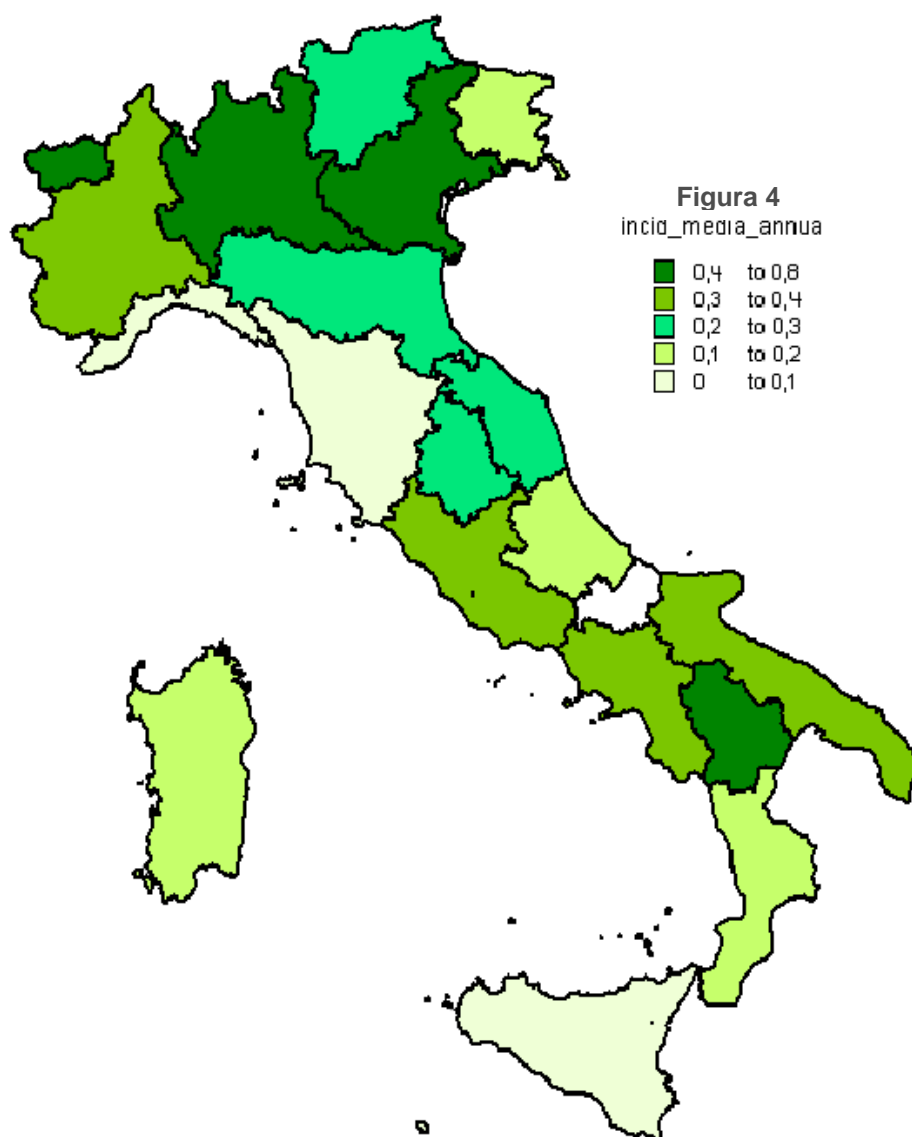 Figura 4
incid_media_annua
0,4 to 0,8
0,3 to 0,4
0,2 to 0,3
0,1 to 0,2
0 to 0,1